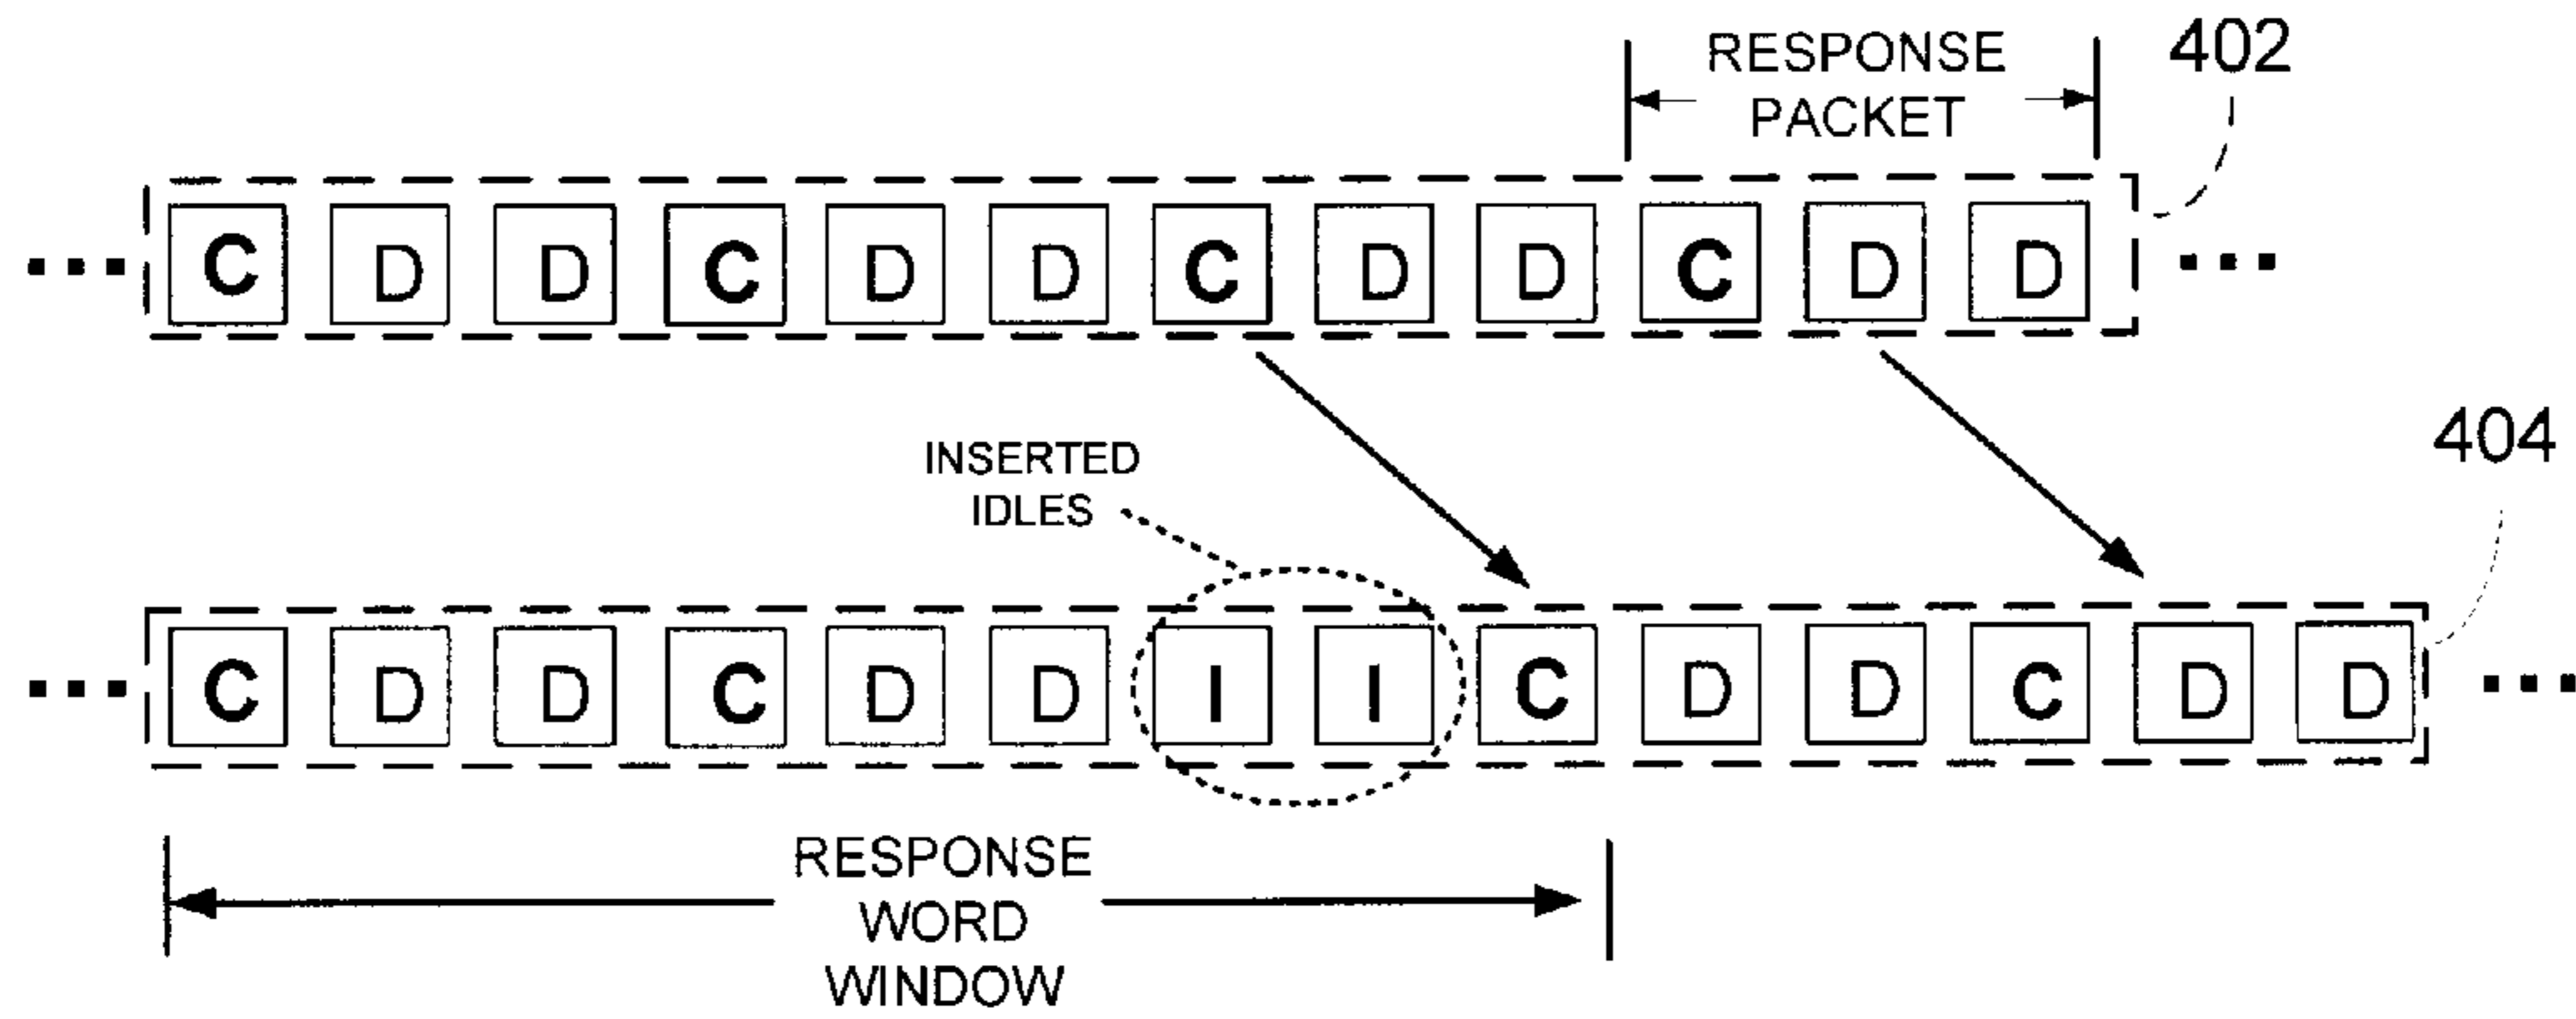 RESPONSE
PACKET
402
... C D D C D D C D D C D D ...
INSERTED
IDLES
404
... C D D C D D I I C D D C D D ...
RESPONSE
WORD
WINDOW